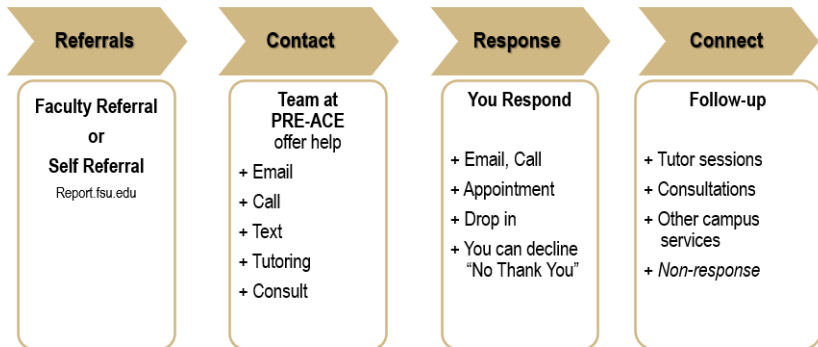 Referrals
Faculty Referral
or
Self Referral
Report.fsu.edu
Contact
Team at
PRE-ACE
offer help
+ Email
+ Call
+ Text
+ Tutoring
+ Consult
Response
You Respond
+ Email, Call
+ Appointment
+ Drop in
+ You can decline
“No Thank You”
Connect
Follow-up
+ Tutor sessions
+ Consultations
+ Other campus
services
+ Non-response